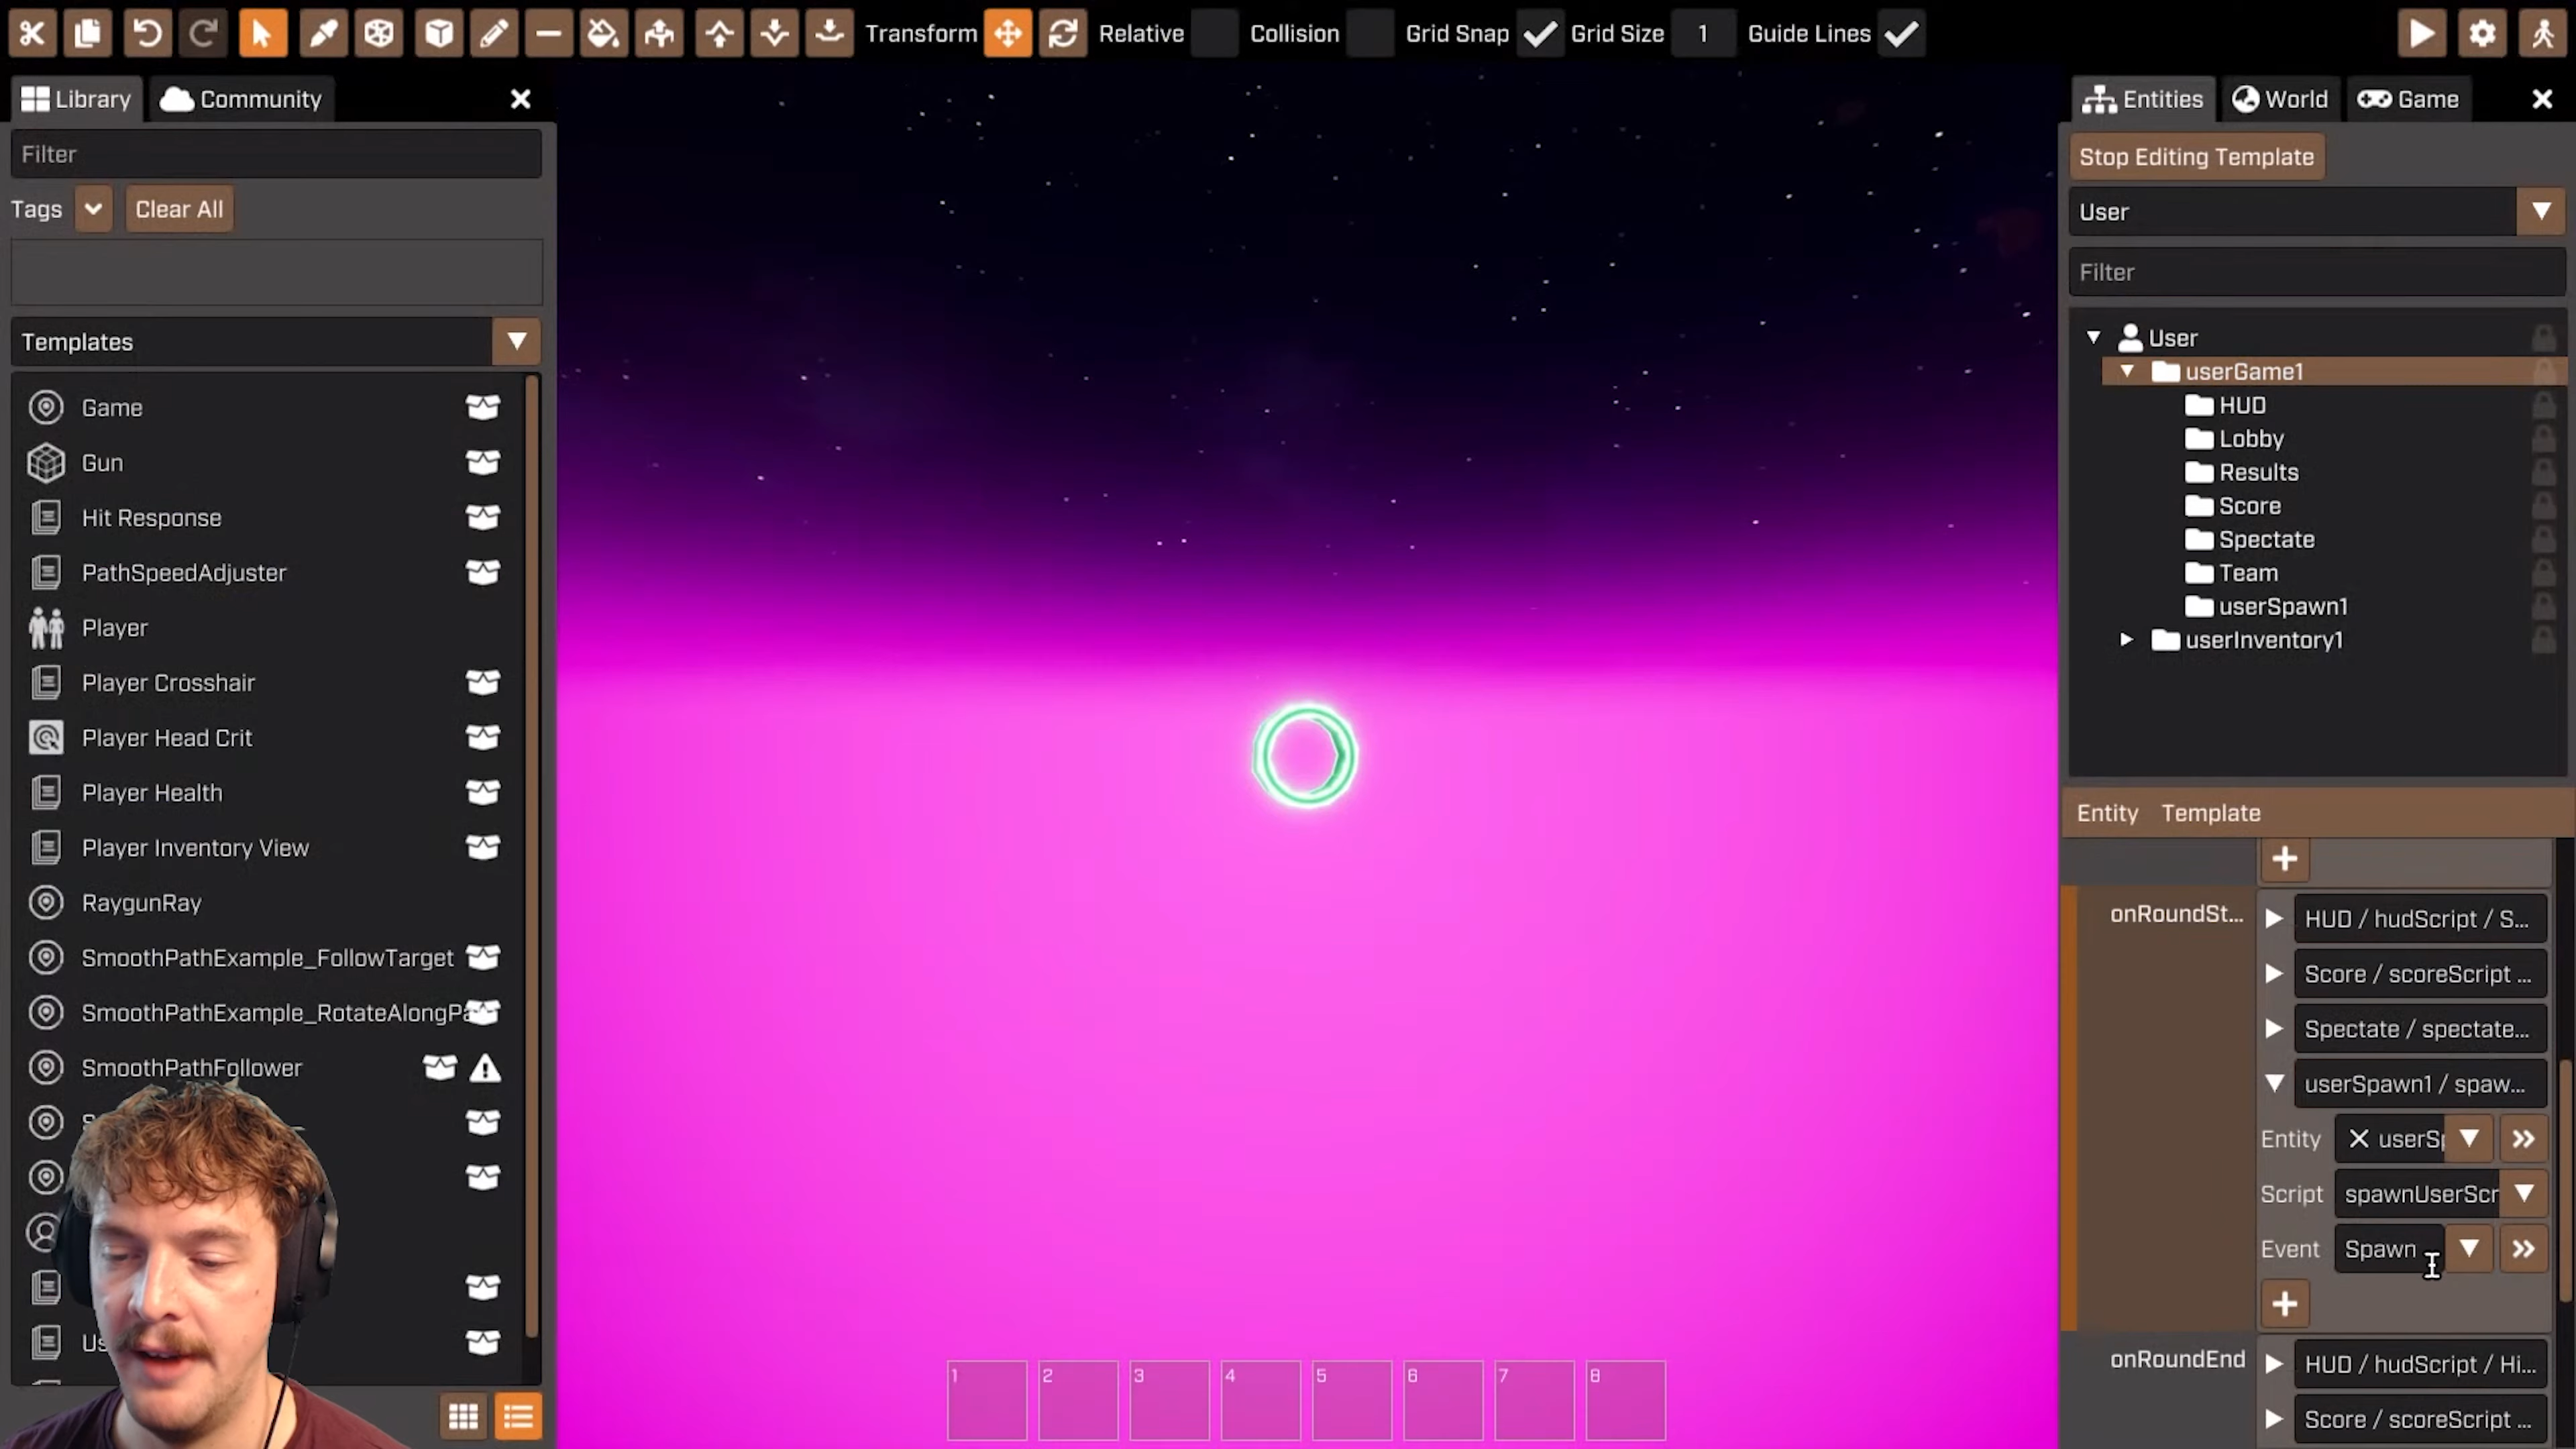 Transform
Relative
Collision
Grid Snap
Grid Size
1
Guide Lines
Library
Community
Filter
Tags
Clear All
Templates
Game
Gun
Hit Response
PathSpeedAdjuster
Player
Player Crosshair
Player Head Crit
Player Health
Player Inventory View
RaygunRay
SmoothPathExample_FollowTarget
SmoothPathExample_RotateAlongPa
SmoothPathFollower
1 2 3 4 5 6 7 8
Entities
World
Game
Stop Editing Template
User
Filter
User
userGame1
HUD
Lobby
Results
Score
Spectate
Team
userSpawn1
userInventory1
Entity Template
onRoundSt...
HUD / hudScript / S...
Score / scoreScript ...
Spectate / spectate...
userSpawn1 / spaw...
Entity userSp
Script spawnUserScr
Event Spawn
onRoundEnd
HUD / hudScript / Hi...
Score / scoreScript ...